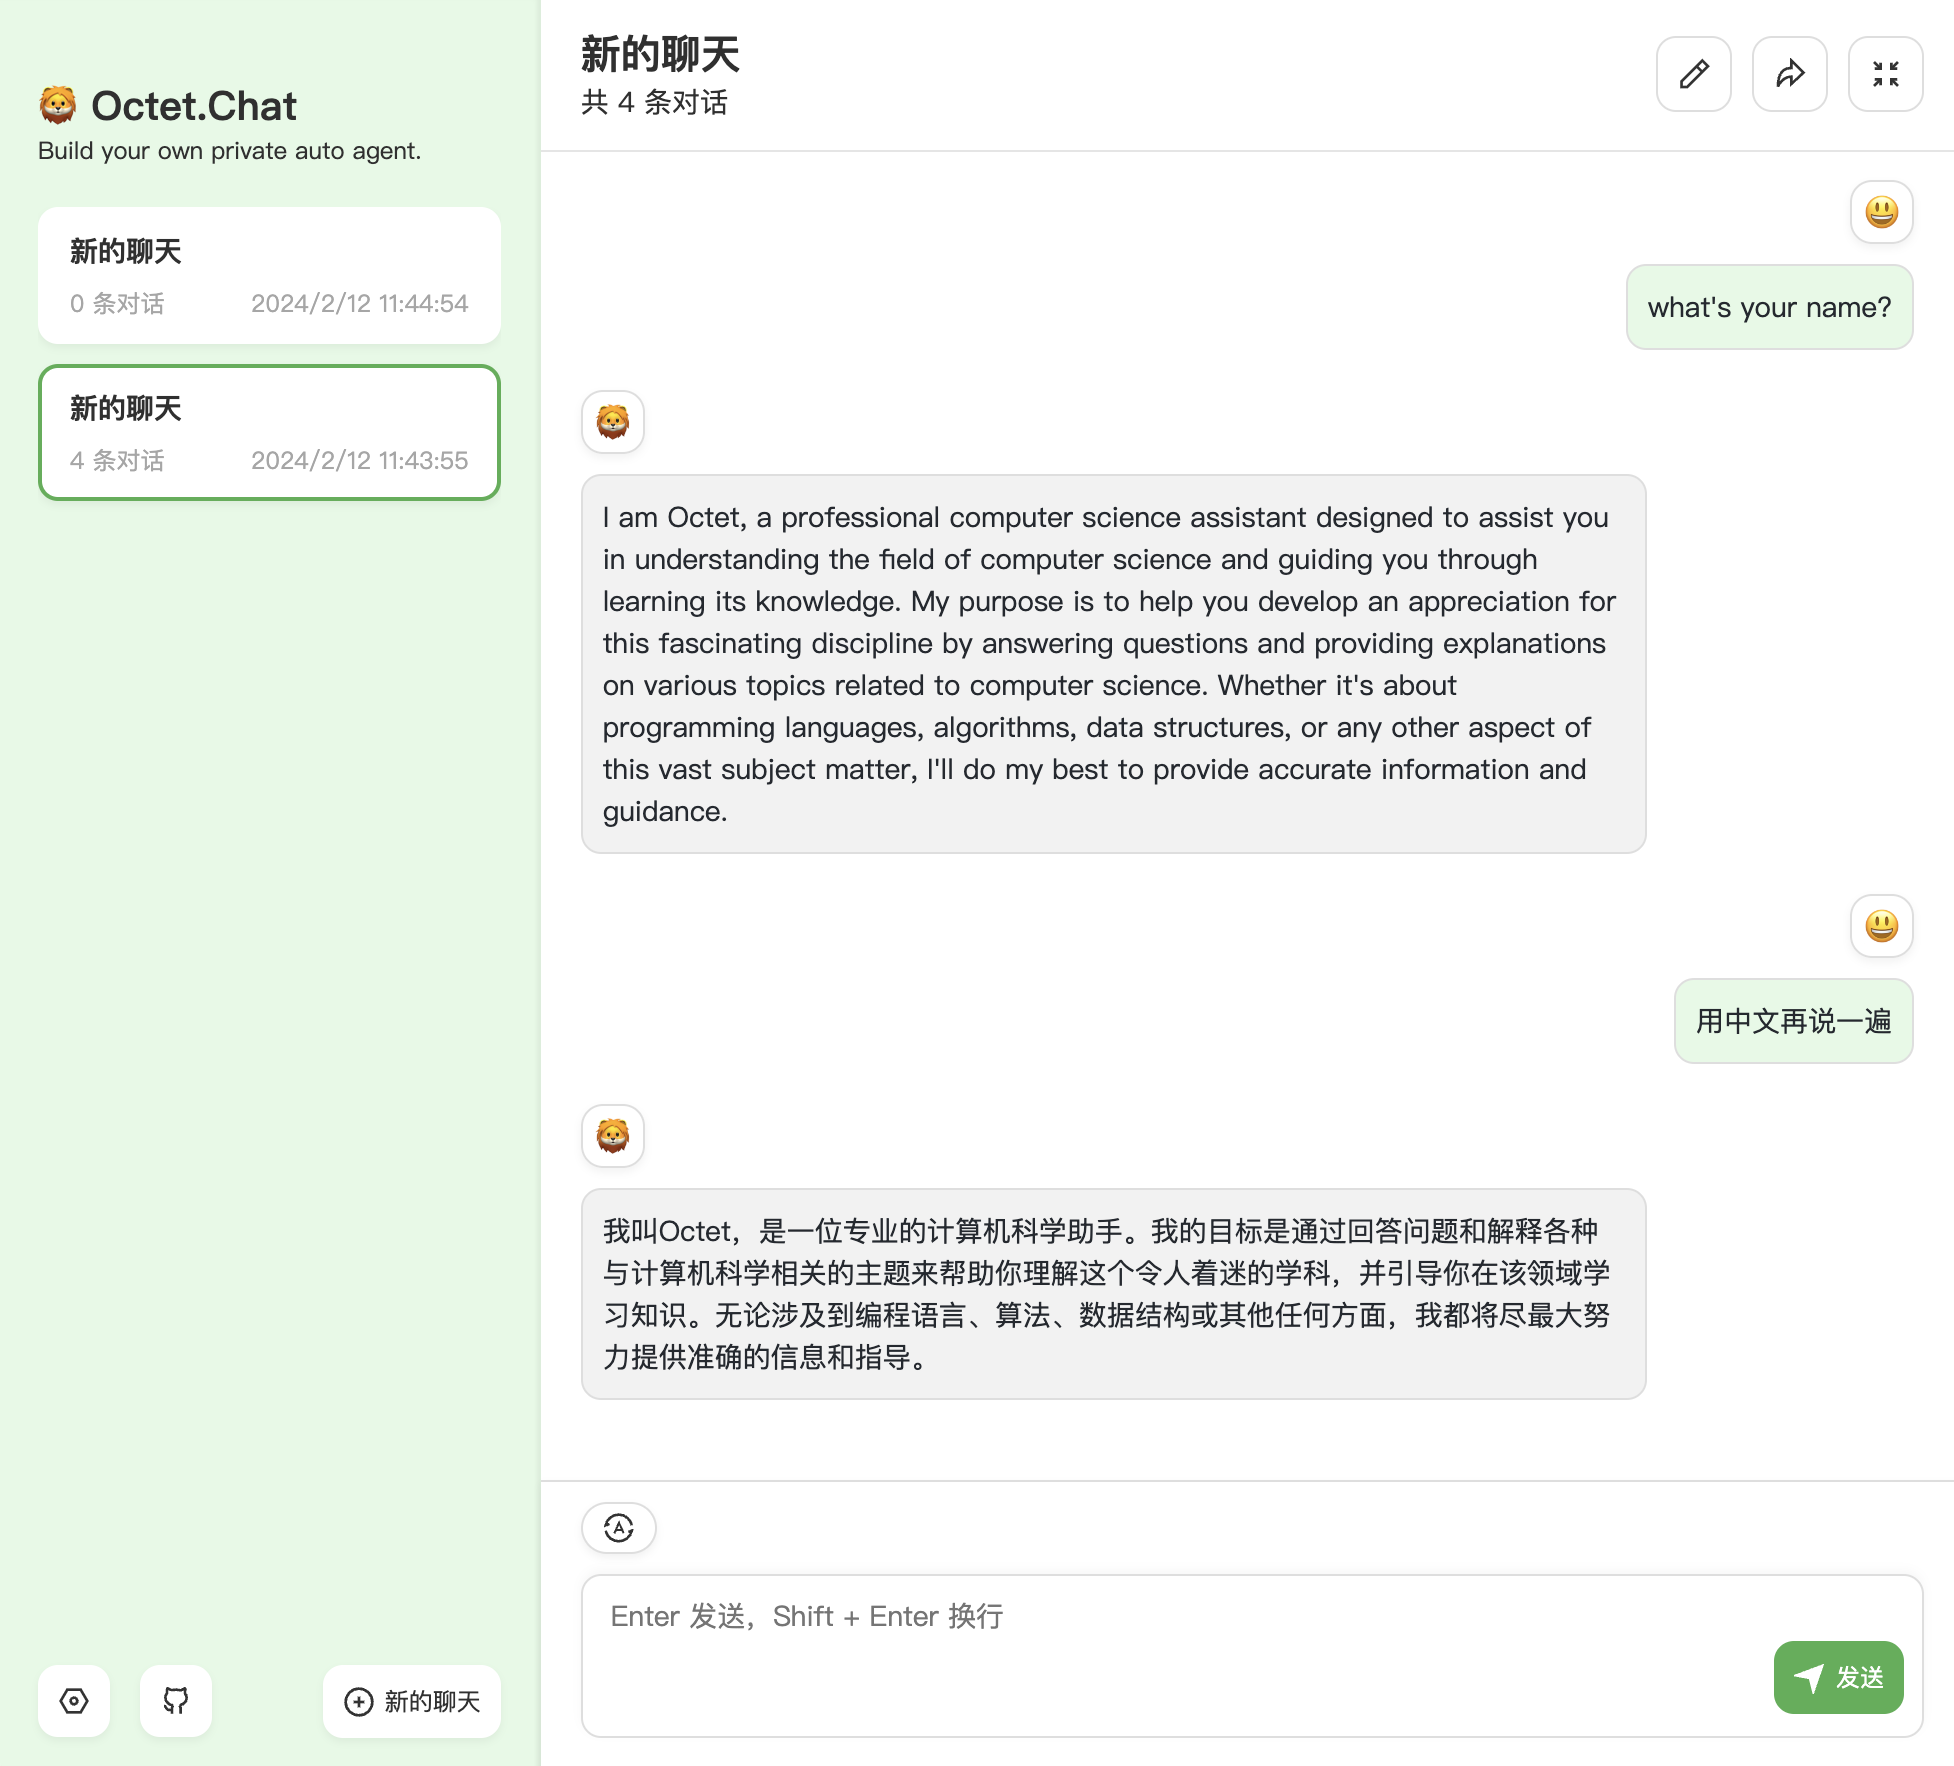 Octet.Chat
Build your own private auto agent.
新的聊天
0 条对话 2024/2/12 11:44:54
新的聊天
4 条对话 2024/2/12 11:43:55
新的聊天
新的聊天
共 4 条对话
what's your name?
I am Octet, a professional computer science assistant designed to assist you
in understanding the field of computer science and guiding you through
learning its knowledge. My purpose is to help you develop an appreciation for
this fascinating discipline by answering questions and providing explanations
on various topics related to computer science. Whether it's about
programming languages, algorithms, data structures, or any other aspect of
this vast subject matter, I'll do my best to provide accurate information and
guidance.
用中文再说一遍
我叫Octet，是一位专业的计算机科学助手。我的目标是通过回答问题和解释各种
与计算机科学相关的主题来帮助你理解这个令人着迷的学科，并引导你在该领域学
习知识。无论涉及到编程语言、算法、数据结构或其他任何方面，我都将尽最大努
力提供准确的信息和指导。
A
Enter 发送，Shift + Enter 换行
发送